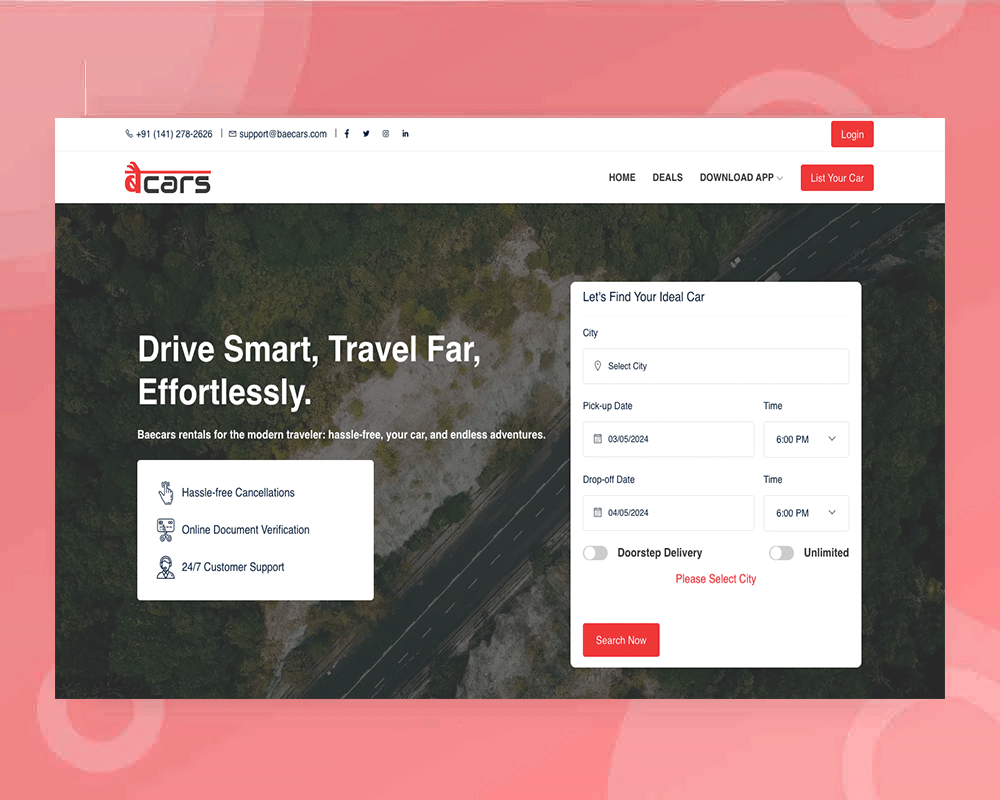 +91 (141) 278-2626 | support@baecars.com |
Login
cars
HOME DEALS DOWNLOAD APP List Your Car
Drive Smart, Travel Far,
Effortlessly.
Baecars rentals for the modern traveler: hassle-free, your car, and endless adventures.
Hassle-free Cancellations
Online Document Verification
24/7 Customer Support
Let's Find Your Ideal Car
City
Select City
Pick-up Date Time
03/05/2024 6:00 PM
Drop-off Date Time
04/05/2024 6:00 PM
Doorstep Delivery Unlimited
Please Select City
Search Now